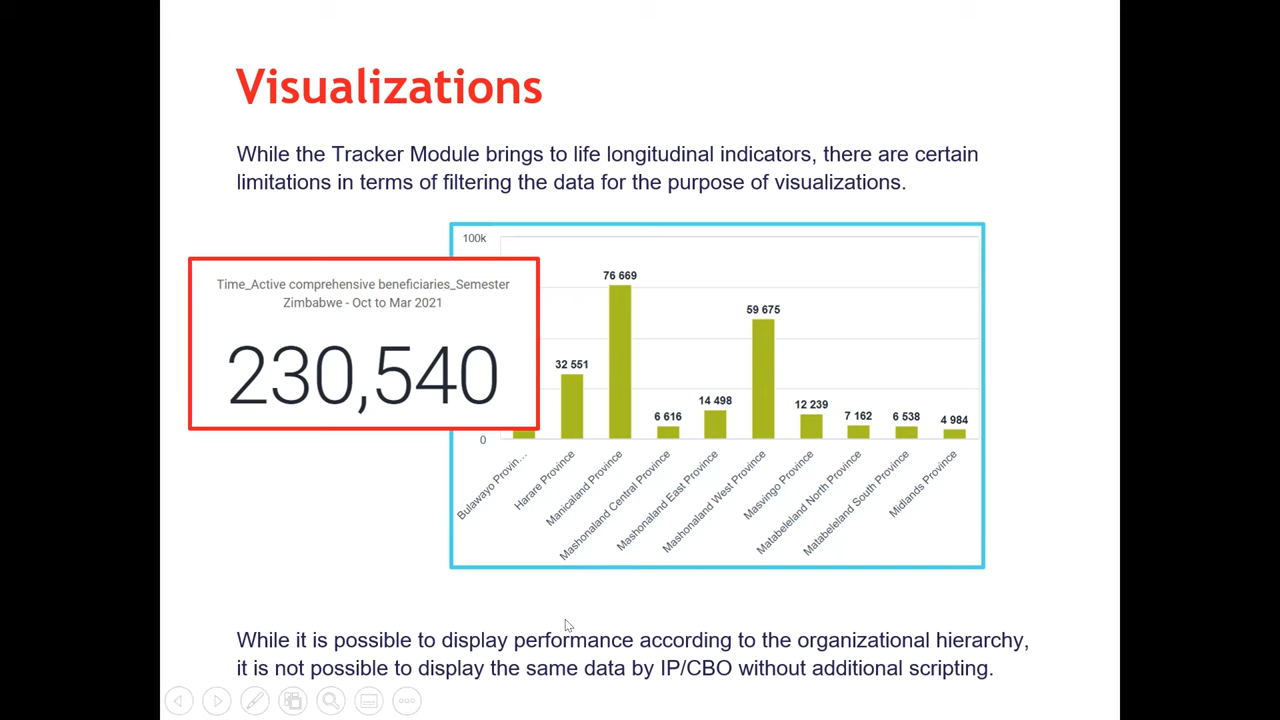 Visualizations
While the Tracker Module brings to life longitudinal indicators, there are certain
limitations in terms of filtering the data for the purpose of visualizations.
Time_Active comprehensive beneficiaries_Semester
Zimbabwe - Oct to Mar 2021
230,540
100k
0
32 551
76 669
6 616
14 498
59 675
12 239
7 162
6 538
4 984
Bulawayo Provin...
Harare Province
Manicaland Province
Mashonaland Central Province
Mashonaland East Province
Mashonaland West Province
Masvingo Province
Matabeleland North Province
Matabeleland South Province
Midlands Province
While it is possible to display performance according to the organizational hierarchy,
it is not possible to display the same data by IP/CBO without additional scripting.